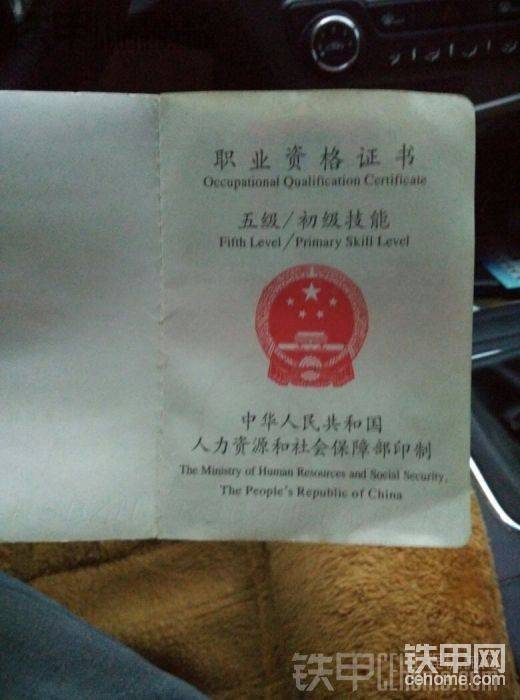 职业资格证书
Occupational Qualification Certificate
五级/初级技能
Fifth Level/Primary Skill Level
中华人民共和国
人力资源和社会保障部印制
The Ministry of Human Resources and Social Security,
The People's Republic of China
铁甲网
cehome.com